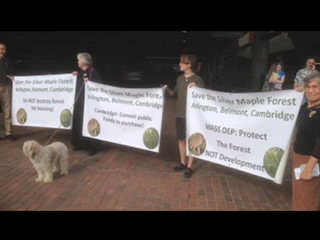 Save the Silver Maple Forest
Arlington, Belmont, Cambridge
Do NOT destroy forest
for housing!
Save the Silver Maple Forest
Arlington, Belmont, Cambridge
Cambridge: Commit public
Funds to purchase!
Save the Silver Maple Forest
Arlington, Belmont, Cambridge
MASS DEP: Protect
The Forest
NOT Development